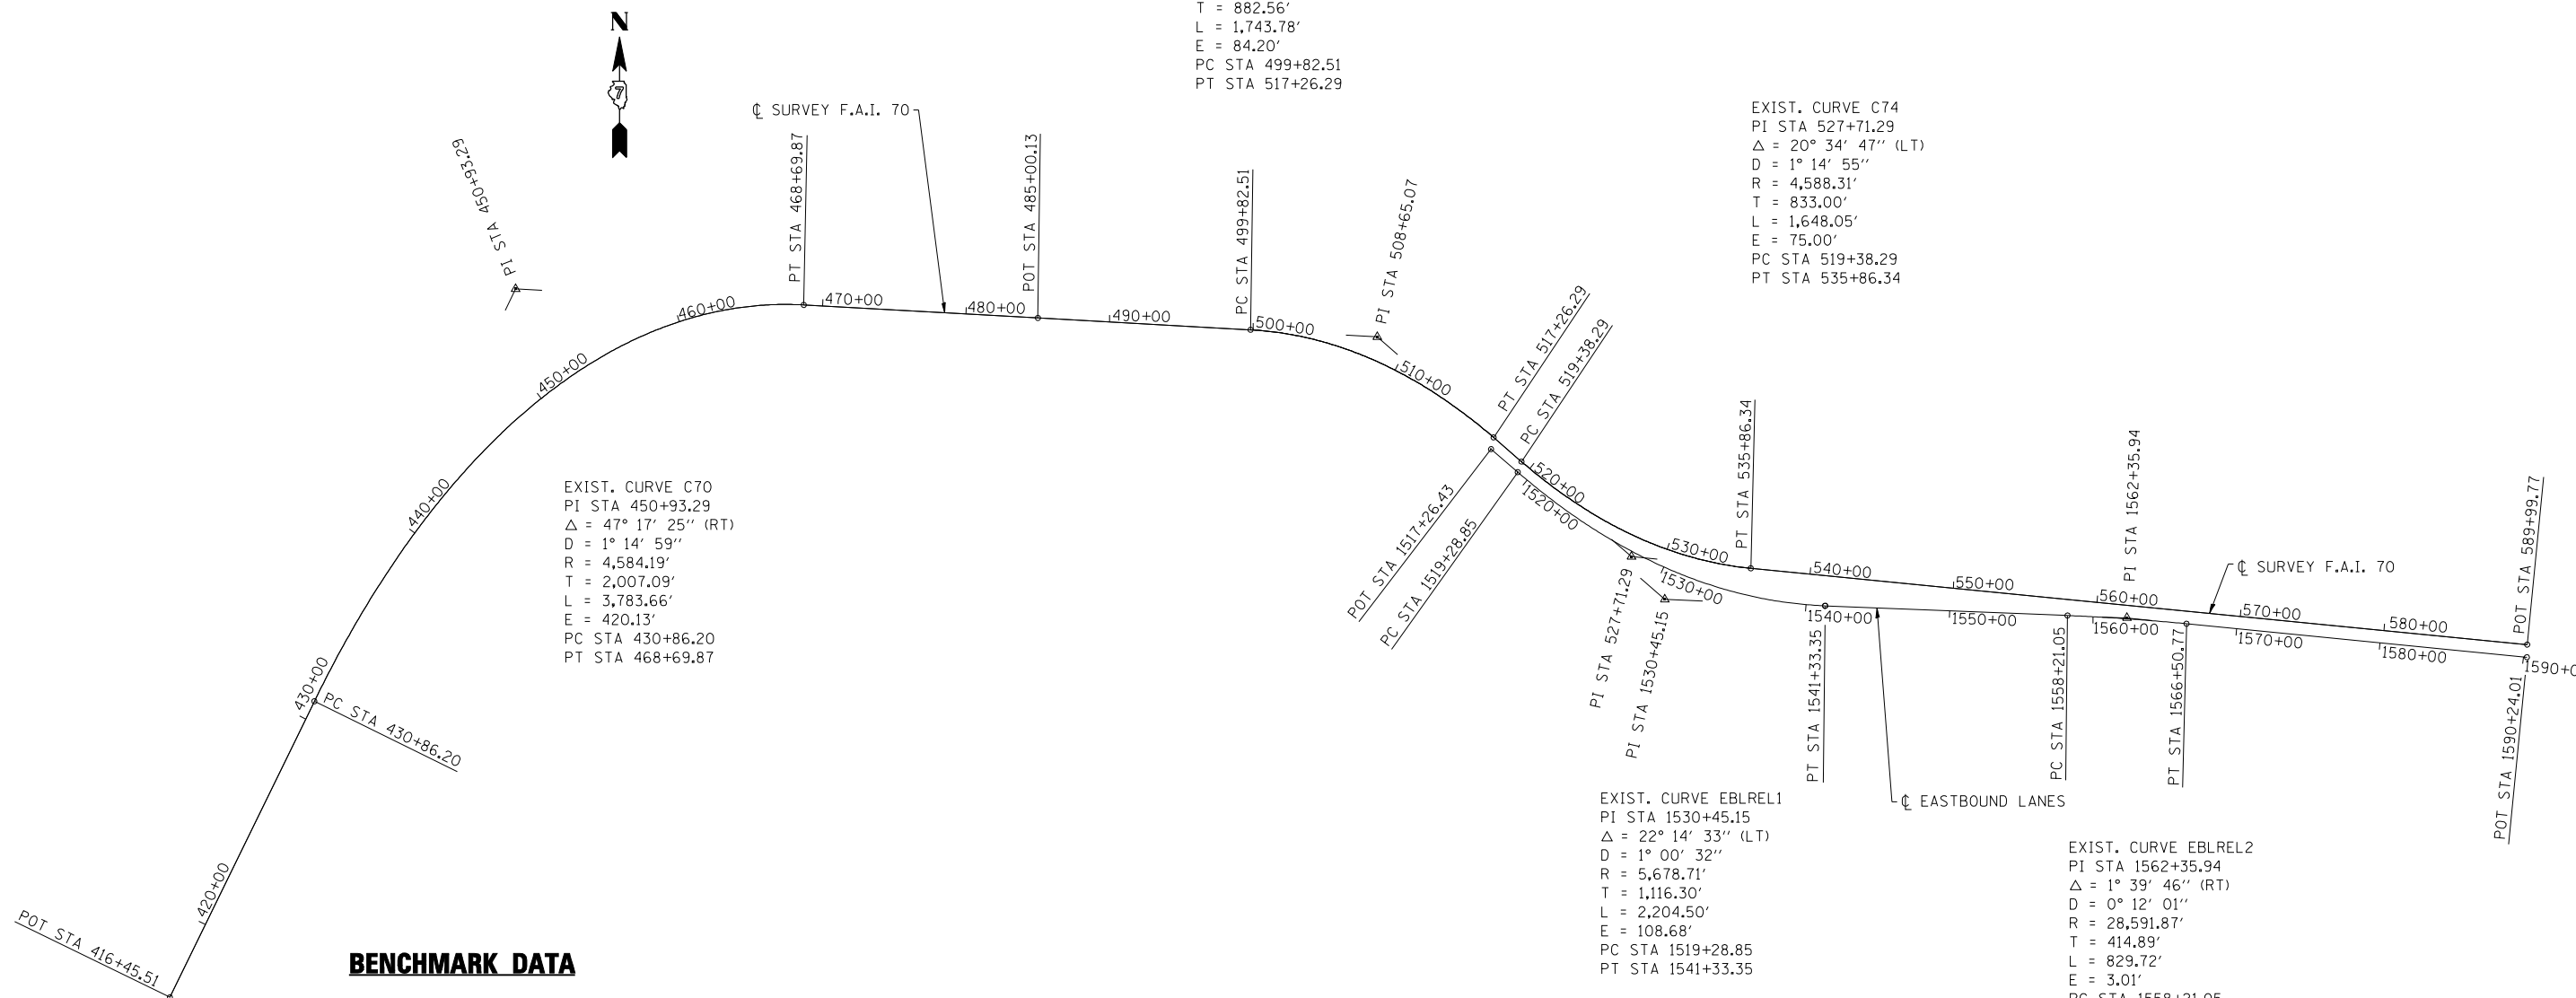 N
7
T = 882.56′
L = 1,743.78′
E = 84.20′
PC STA 499+82.51
PT STA 517+26.29
℄ SURVEY F.A.I. 70
EXIST. CURVE C74
PI STA 527+71.29
Δ = 20° 34′ 47″ (LT)
D = 1° 14′ 55″
R = 4,588.31′
T = 833.00′
L = 1,648.05′
E = 75.00′
PC STA 519+38.29
PT STA 535+86.34
PI STA 450+93.29
PT STA 468+69.87
POT STA 485+00.13
PC STA 499+82.51
PI STA 508+65.07
PT STA 517+26.29
PC STA 519+38.29
460+00
470+00
480+00
490+00
500+00
510+00
450+00
440+00
430+00
420+00
EXIST. CURVE C70
PI STA 450+93.29
Δ = 47° 17′ 25″ (RT)
D = 1° 14′ 59″
R = 4,584.19′
T = 2,007.09′
L = 3,783.66′
E = 420.13′
PC STA 430+86.20
PT STA 468+69.87
PC STA 430+86.20
POT STA 416+45.51
520+00
1520+00
POT STA 1517+26.43
PC STA 1519+28.85
530+00
1530+00
PT STA 535+86.34
PI STA 527+71.29
PI STA 1530+45.15
540+00
550+00
560+00
570+00
580+00
PI STA 1562+35.94
℄ SURVEY F.A.I. 70
POT STA 589+99.77
1540+00
1550+00
1560+00
1570+00
1580+00
1590+0
PT STA 1541+33.35
PC STA 1558+21.05
PT STA 1566+50.77
POT STA 1590+24.01
℄ EASTBOUND LANES
EXIST. CURVE EBLREL1
PI STA 1530+45.15
Δ = 22° 14′ 33″ (LT)
D = 1° 00′ 32″
R = 5,678.71′
T = 1,116.30′
L = 2,204.50′
E = 108.68′
PC STA 1519+28.85
PT STA 1541+33.35
EXIST. CURVE EBLREL2
PI STA 1562+35.94
Δ = 1° 39′ 46″ (RT)
D = 0° 12′ 01″
R = 28,591.87′
T = 414.89′
L = 829.72′
E = 3.01′
PC STA 1558+21.05
BENCHMARK DATA